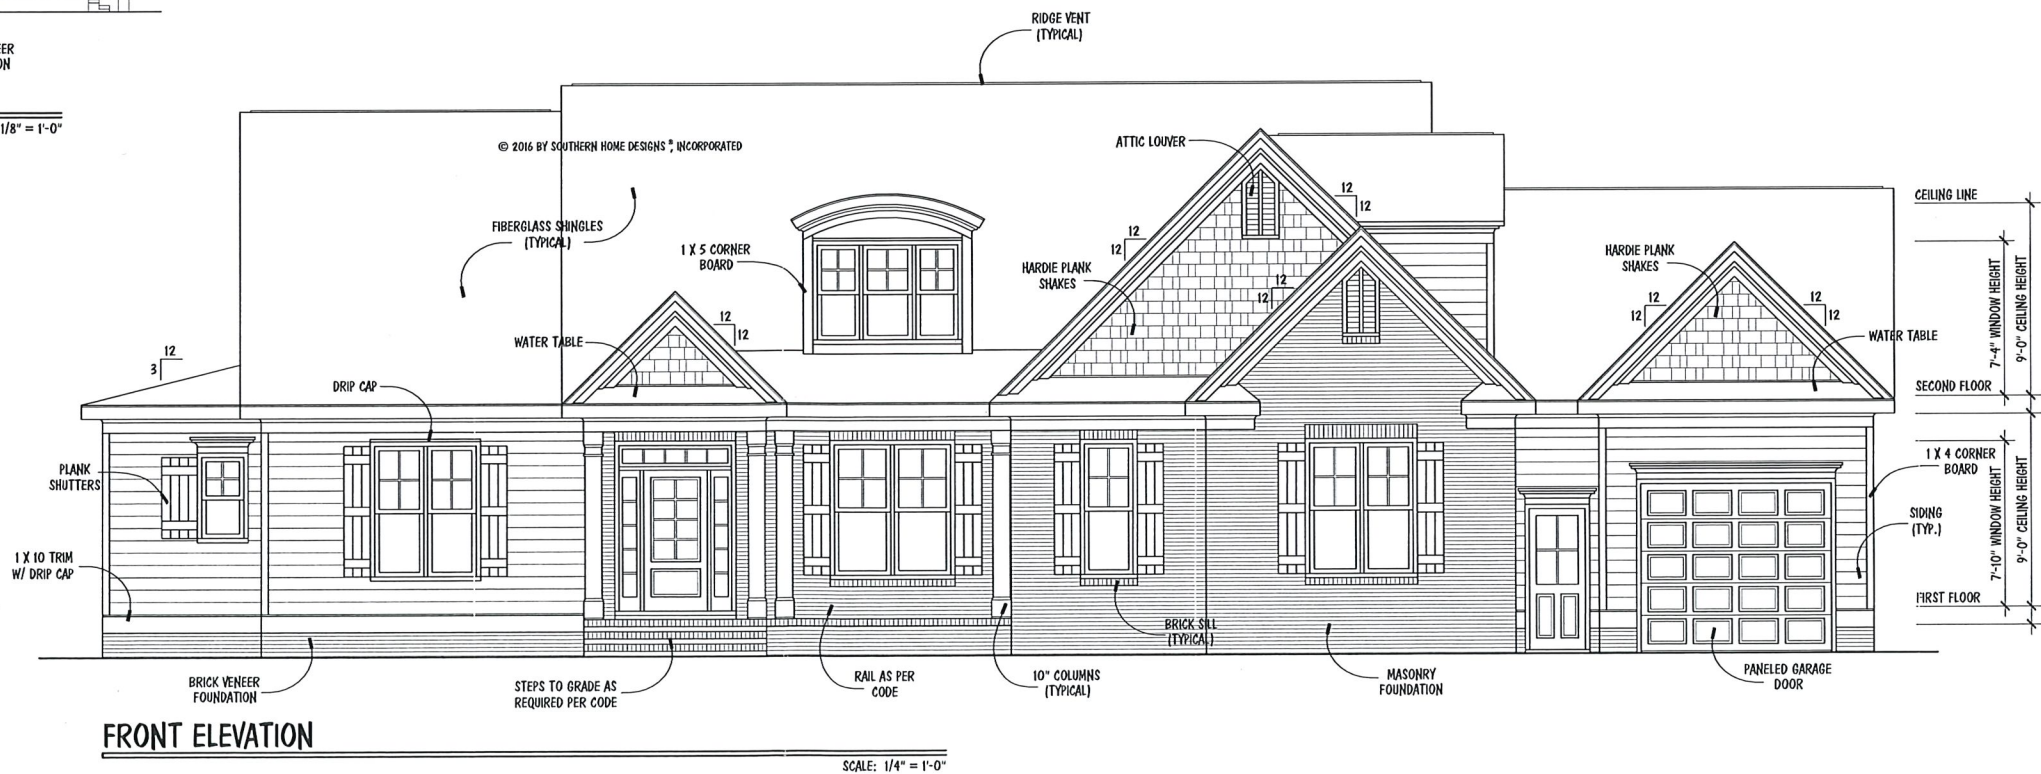 EER
ON
1/8" = 1'-0"
RIDGE VENT
(TYPICAL)
© 2016 BY SOUTHERN HOME DESIGNS®, INCORPORATED
ATTIC LOUVER
12
12
CEILING LINE
FIBERGLASS SHINGLES
(TYPICAL)
1 X 5 CORNER
BOARD
12
12
HARDIE PLANK
SHAKES
12
12
HARDIE PLANK
SHAKES
12
12
12
12
7'-4" WINDOW HEIGHT
9'-0" CEILING HEIGHT
12
3
WATER TABLE
12
12
WATER TABLE
DRIP CAP
SECOND FLOOR
PLANK
SHUTTERS
1 X 4 CORNER
BOARD
7'-10" WINDOW HEIGHT
9'-0" CEILING HEIGHT
SIDING
(TYP.)
1 X 10 TRIM
W/ DRIP CAP
FIRST FLOOR
BRICK SILL
(TYPICAL)
BRICK VENEER
FOUNDATION
STEPS TO GRADE AS
REQUIRED PER CODE
RAIL AS PER
CODE
10" COLUMNS
(TYPICAL)
MASONRY
FOUNDATION
PANELED GARAGE
DOOR
FRONT ELEVATION
SCALE: 1/4" = 1'-0"